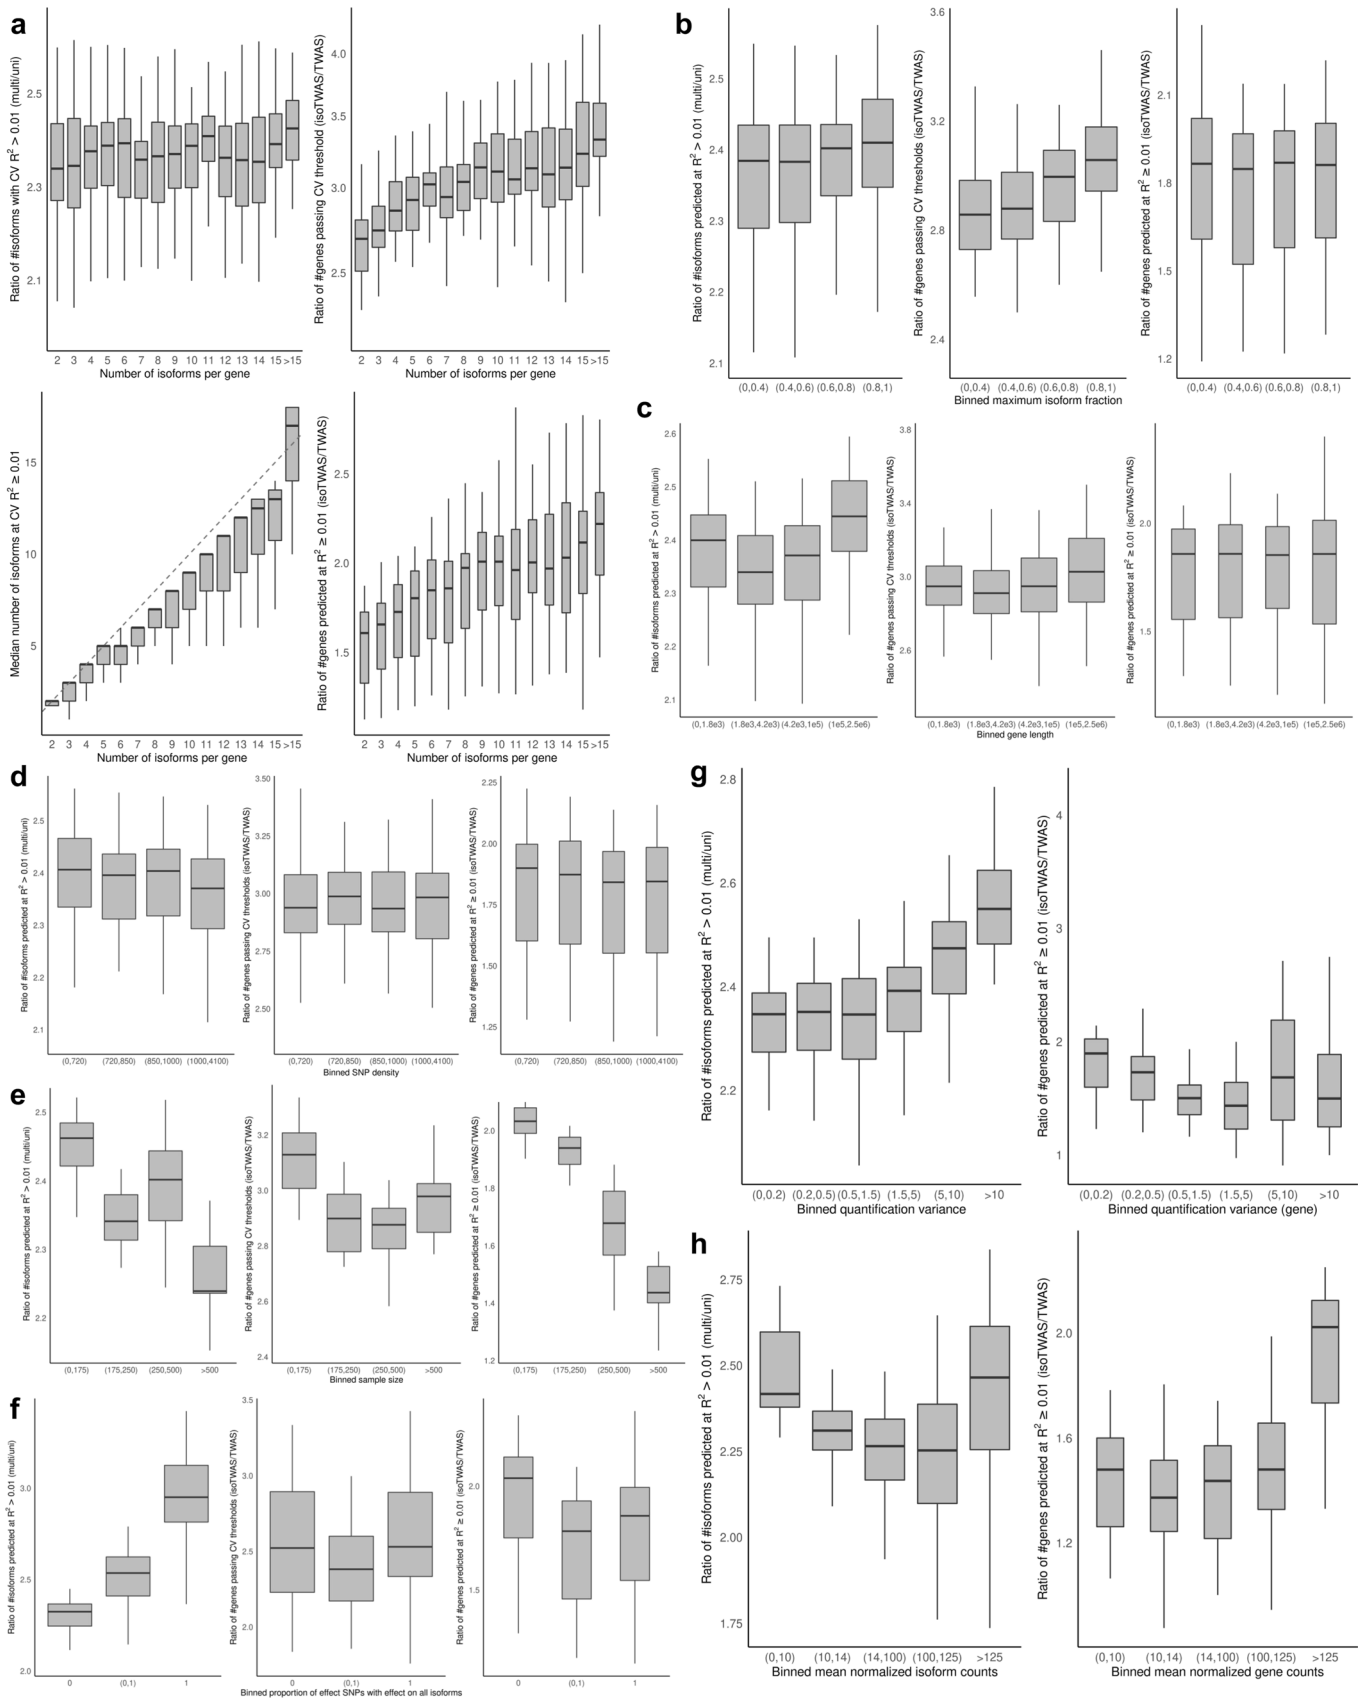 a
Ratio of #isoforms with CV R² > 0.01 (multi/uni)
2.5
2.3
2.1
2 3 4 5 6 7 8 9 10 11 12 13 14 15 >15
Number of isoforms per gene
Ratio of #genes passing CV threshold (isoTWAS/TWAS)
4.0
3.5
3.0
2.5
2 3 4 5 6 7 8 9 10 11 12 13 14 15 >15
Number of isoforms per gene
Median number of isoforms at CV R² ≥ 0.01
15
10
5
2 3 4 5 6 7 8 9 10 11 12 13 14 15 >15
Number of isoforms per gene
Ratio of #genes predicted at R² ≥ 0.01 (isoTWAS/TWAS)
2.5
2.0
1.5
2 3 4 5 6 7 8 9 10 11 12 13 14 15 >15
Number of isoforms per gene
b
Ratio of #isoforms predicted at R² > 0.01 (multi/uni)
2.5
2.4
2.3
2.2
2.1
(0,0.4) (0.4,0.6) (0.6,0.8) (0.8,1)
Ratio of #genes passing CV thresholds (isoTWAS/TWAS)
3.6
3.2
2.8
2.4
(0,0.4) (0.4,0.6) (0.6,0.8) (0.8,1)
Binned maximum isoform fraction
Ratio of #genes predicted at R² ≥ 0.01 (isoTWAS/TWAS)
2.1
1.8
1.5
1.2
(0,0.4) (0.4,0.6) (0.6,0.8) (0.8,1)
c
Ratio of #isoforms predicted at R² > 0.01 (multi/uni)
2.6
2.5
2.4
2.3
2.2
2.1
(0,1.8e3) (1.8e3,4.2e3) (4.2e3,1e5) (1e5,2.5e6)
Ratio of #genes passing CV thresholds (isoTWAS/TWAS)
3.8
3.4
3.0
2.6
(0,1.8e3) (1.8e3,4.2e3) (4.2e3,1e5) (1e5,2.5e6)
Binned gene length
Ratio of #genes predicted at R² ≥ 0.01 (isoTWAS/TWAS)
2.0
1.5
(0,1.8e3) (1.8e3,4.2e3) (4.2e3,1e5) (1e5,2.5e6)
d
Ratio of #isoforms predicted at R² > 0.01 (multi/uni)
2.5
2.4
2.3
2.2
2.1
(0,720) (720,850) (850,1000) (1000,4100)
Ratio of #genes passing CV thresholds (isoTWAS/TWAS)
3.50
3.25
3.00
2.75
2.50
(0,720) (720,850) (850,1000) (1000,4100)
Binned SNP density
Ratio of #genes predicted at R² ≥ 0.01 (isoTWAS/TWAS)
2.25
2.00
1.75
1.50
1.25
(0,720) (720,850) (850,1000) (1000,4100)
e
Ratio of #isoforms predicted at R² > 0.01 (multi/uni)
2.5
2.4
2.3
2.2
(0,175) (175,250) (250,500) >500
Ratio of #genes passing CV thresholds (isoTWAS/TWAS)
3.2
3.0
2.8
2.6
2.4
(0,175) (175,250) (250,500) >500
Binned sample size
Ratio of #genes predicted at R² ≥ 0.01 (isoTWAS/TWAS)
2.0
1.8
1.6
1.4
1.2
(0,175) (175,250) (250,500) >500
f
Ratio of #isoforms predicted at R² > 0.01 (multi/uni)
3.0
2.5
2.0
0 (0,1) 1
Ratio of #genes passing CV thresholds (isoTWAS/TWAS)
3.5
3.0
2.5
2.0
0 (0,1) 1
Binned proportion of effect SNPs with effect on all isoforms
Ratio of #genes predicted at R² ≥ 0.01 (isoTWAS/TWAS)
2.0
1.5
0 (0,1) 1
g
Ratio of #isoforms predicted at R² > 0.01 (multi/uni)
2.8
2.6
2.4
2.2
(0,0.2) (0.2,0.5) (0.5,1.5) (1.5,5) (5,10) >10
Binned quantification variance
Ratio of #genes predicted at R² ≥ 0.01 (isoTWAS/TWAS)
4
3
2
1
(0,0.2) (0.2,0.5) (0.5,1.5) (1.5,5) (5,10) >10
Binned quantification variance (gene)
h
Ratio of #isoforms predicted at R² > 0.01 (multi/uni)
2.75
2.50
2.25
2.00
1.75
(0,10) (10,14) (14,100) (100,125) >125
Binned mean normalized isoform counts
Ratio of #genes predicted at R² ≥ 0.01 (isoTWAS/TWAS)
2.0
1.6
1.2
(0,10) (10,14) (14,100) (100,125) >125
Binned mean normalized gene counts